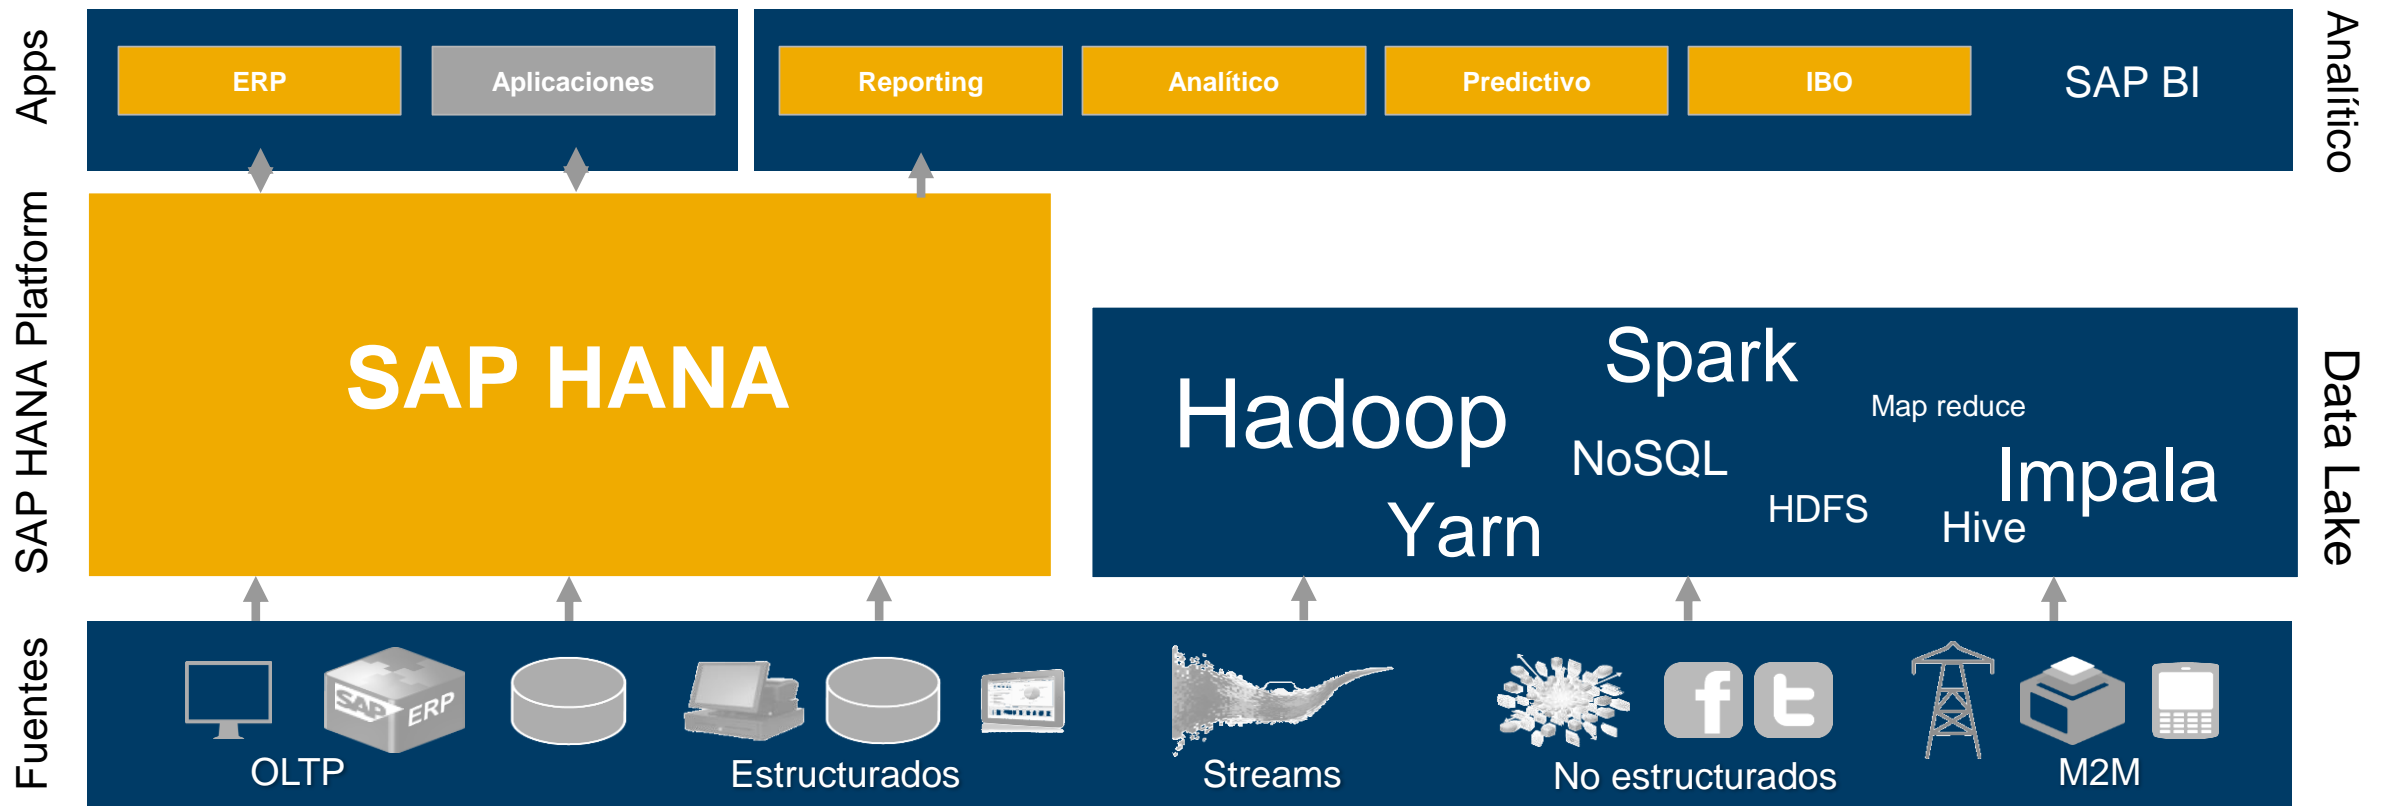 Apps
ERP
Aplicaciones
Reporting
Analítico
Predictivo
IBO
SAP BI
Analítico
SAP HANA Platform
SAP HANA
Spark
Hadoop
Map reduce
NoSQL
Impala
HDFS
Yarn
Hive
Data Lake
Fuentes
SAP ERP
f
t
OLTP
Estructurados
Streams
No estructurados
M2M